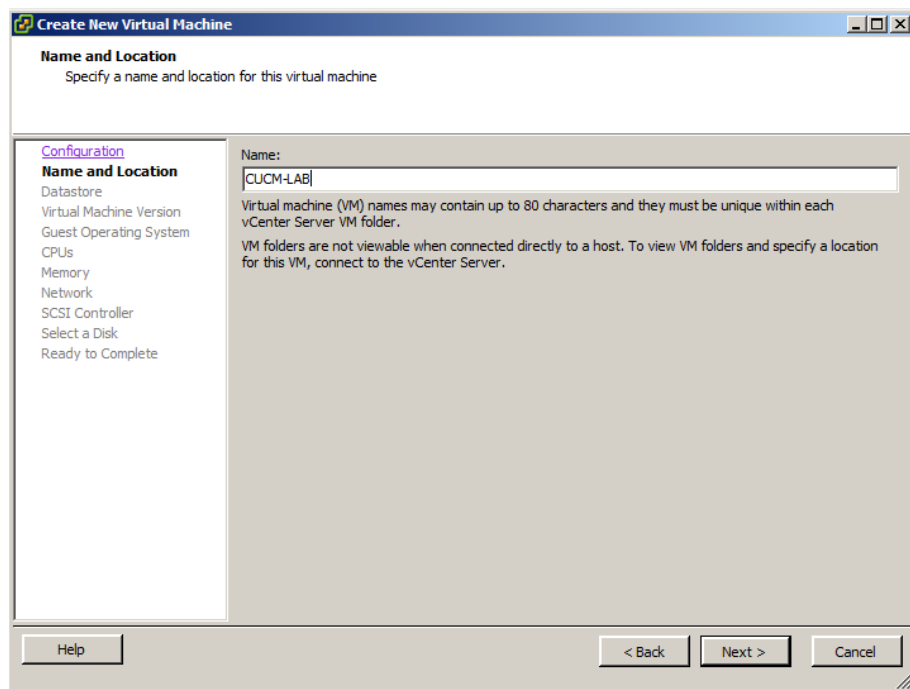 Create New Virtual Machine
Name and Location
Specify a name and location for this virtual machine
Configuration
Name and Location
Datastore
Virtual Machine Version
Guest Operating System
CPUs
Memory
Network
SCSI Controller
Select a Disk
Ready to Complete
Name:
CUCM-LAB
Virtual machine (VM) names may contain up to 80 characters and they must be unique within each
vCenter Server VM folder.
VM folders are not viewable when connected directly to a host. To view VM folders and specify a location
for this VM, connect to the vCenter Server.
Help
< Back
Next >
Cancel